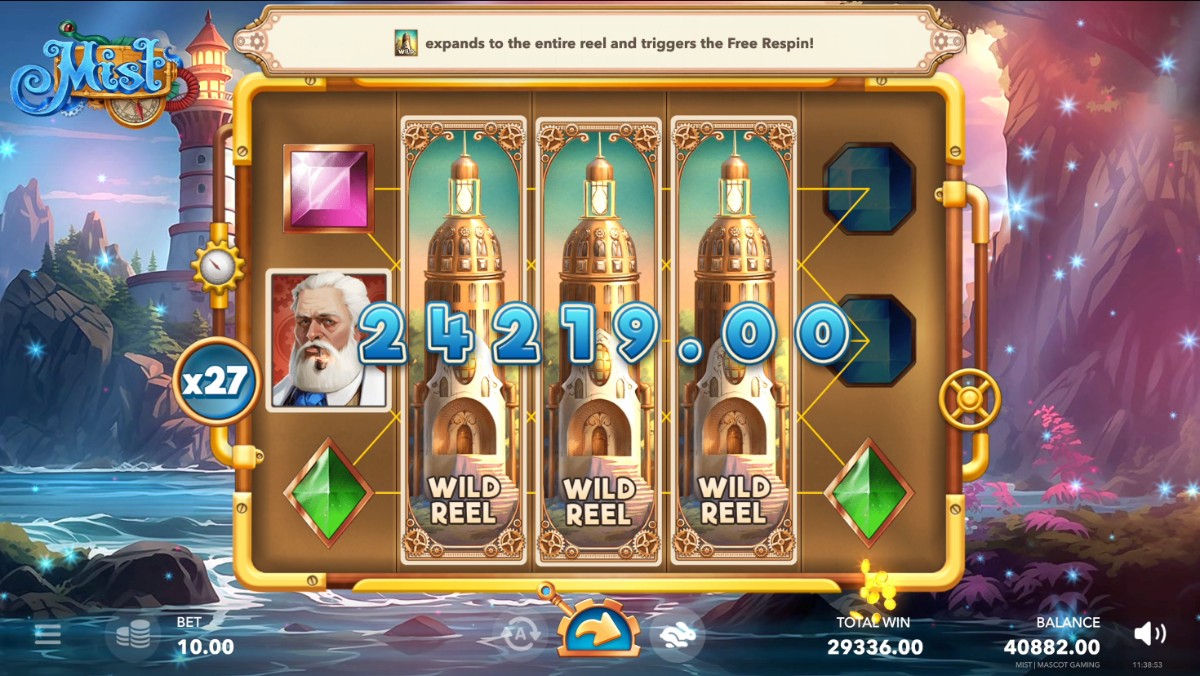 Mist
WILD
expands to the entire reel and triggers the Free Respin!
24219.00
x27
WILD
REEL
WILD
REEL
WILD
REEL
BET
10.00
A
TOTAL WIN
29336.00
BALANCE
40882.00
MIST | MASCOT GAMING
11:38:53